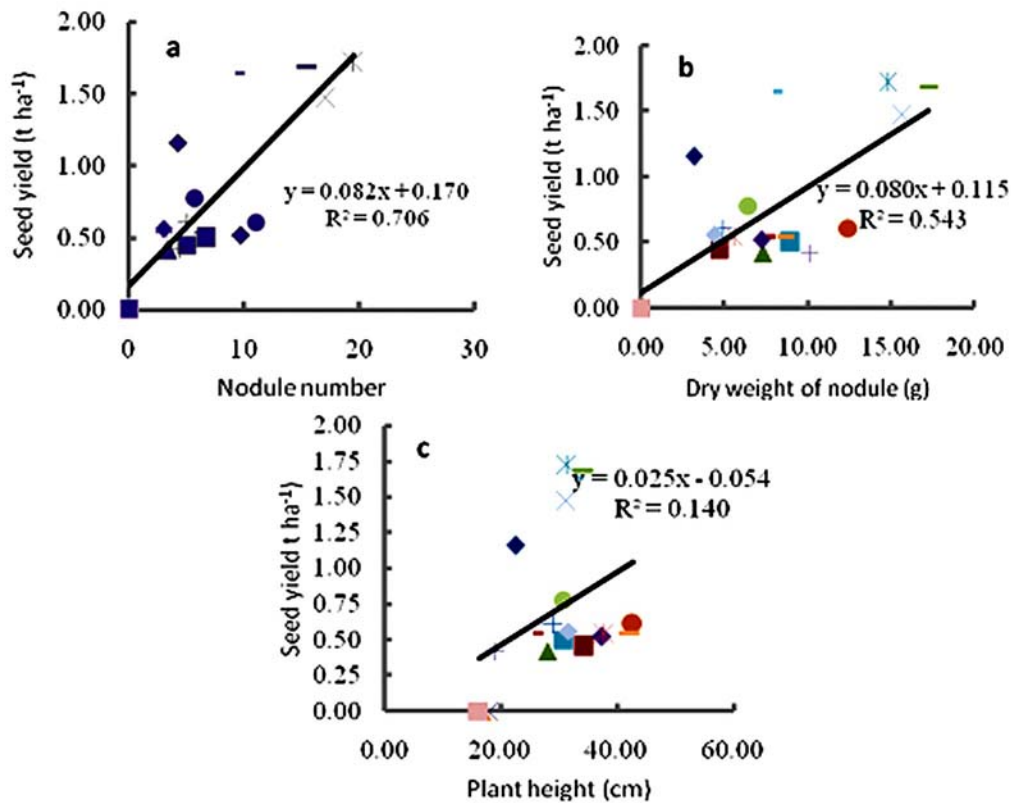 a
2.00
1.50
1.00
0.50
0.00
Seed yield (t ha⁻¹)
y = 0.082x + 0.170
R² = 0.706
0 10 20 30
Nodule number
b
2.00
1.50
1.00
0.50
0.00
Seed yield (t ha⁻¹)
y = 0.080x + 0.115
R² = 0.543
0.00 5.00 10.00 15.00 20.00
Dry weight of nodule (g)
c
2.00
1.75
1.50
1.25
1.00
0.75
0.50
0.25
0.00
Seed yield t ha⁻¹)
y = 0.025x - 0.054
R² = 0.140
0.00 20.00 40.00 60.00
Plant height (cm)